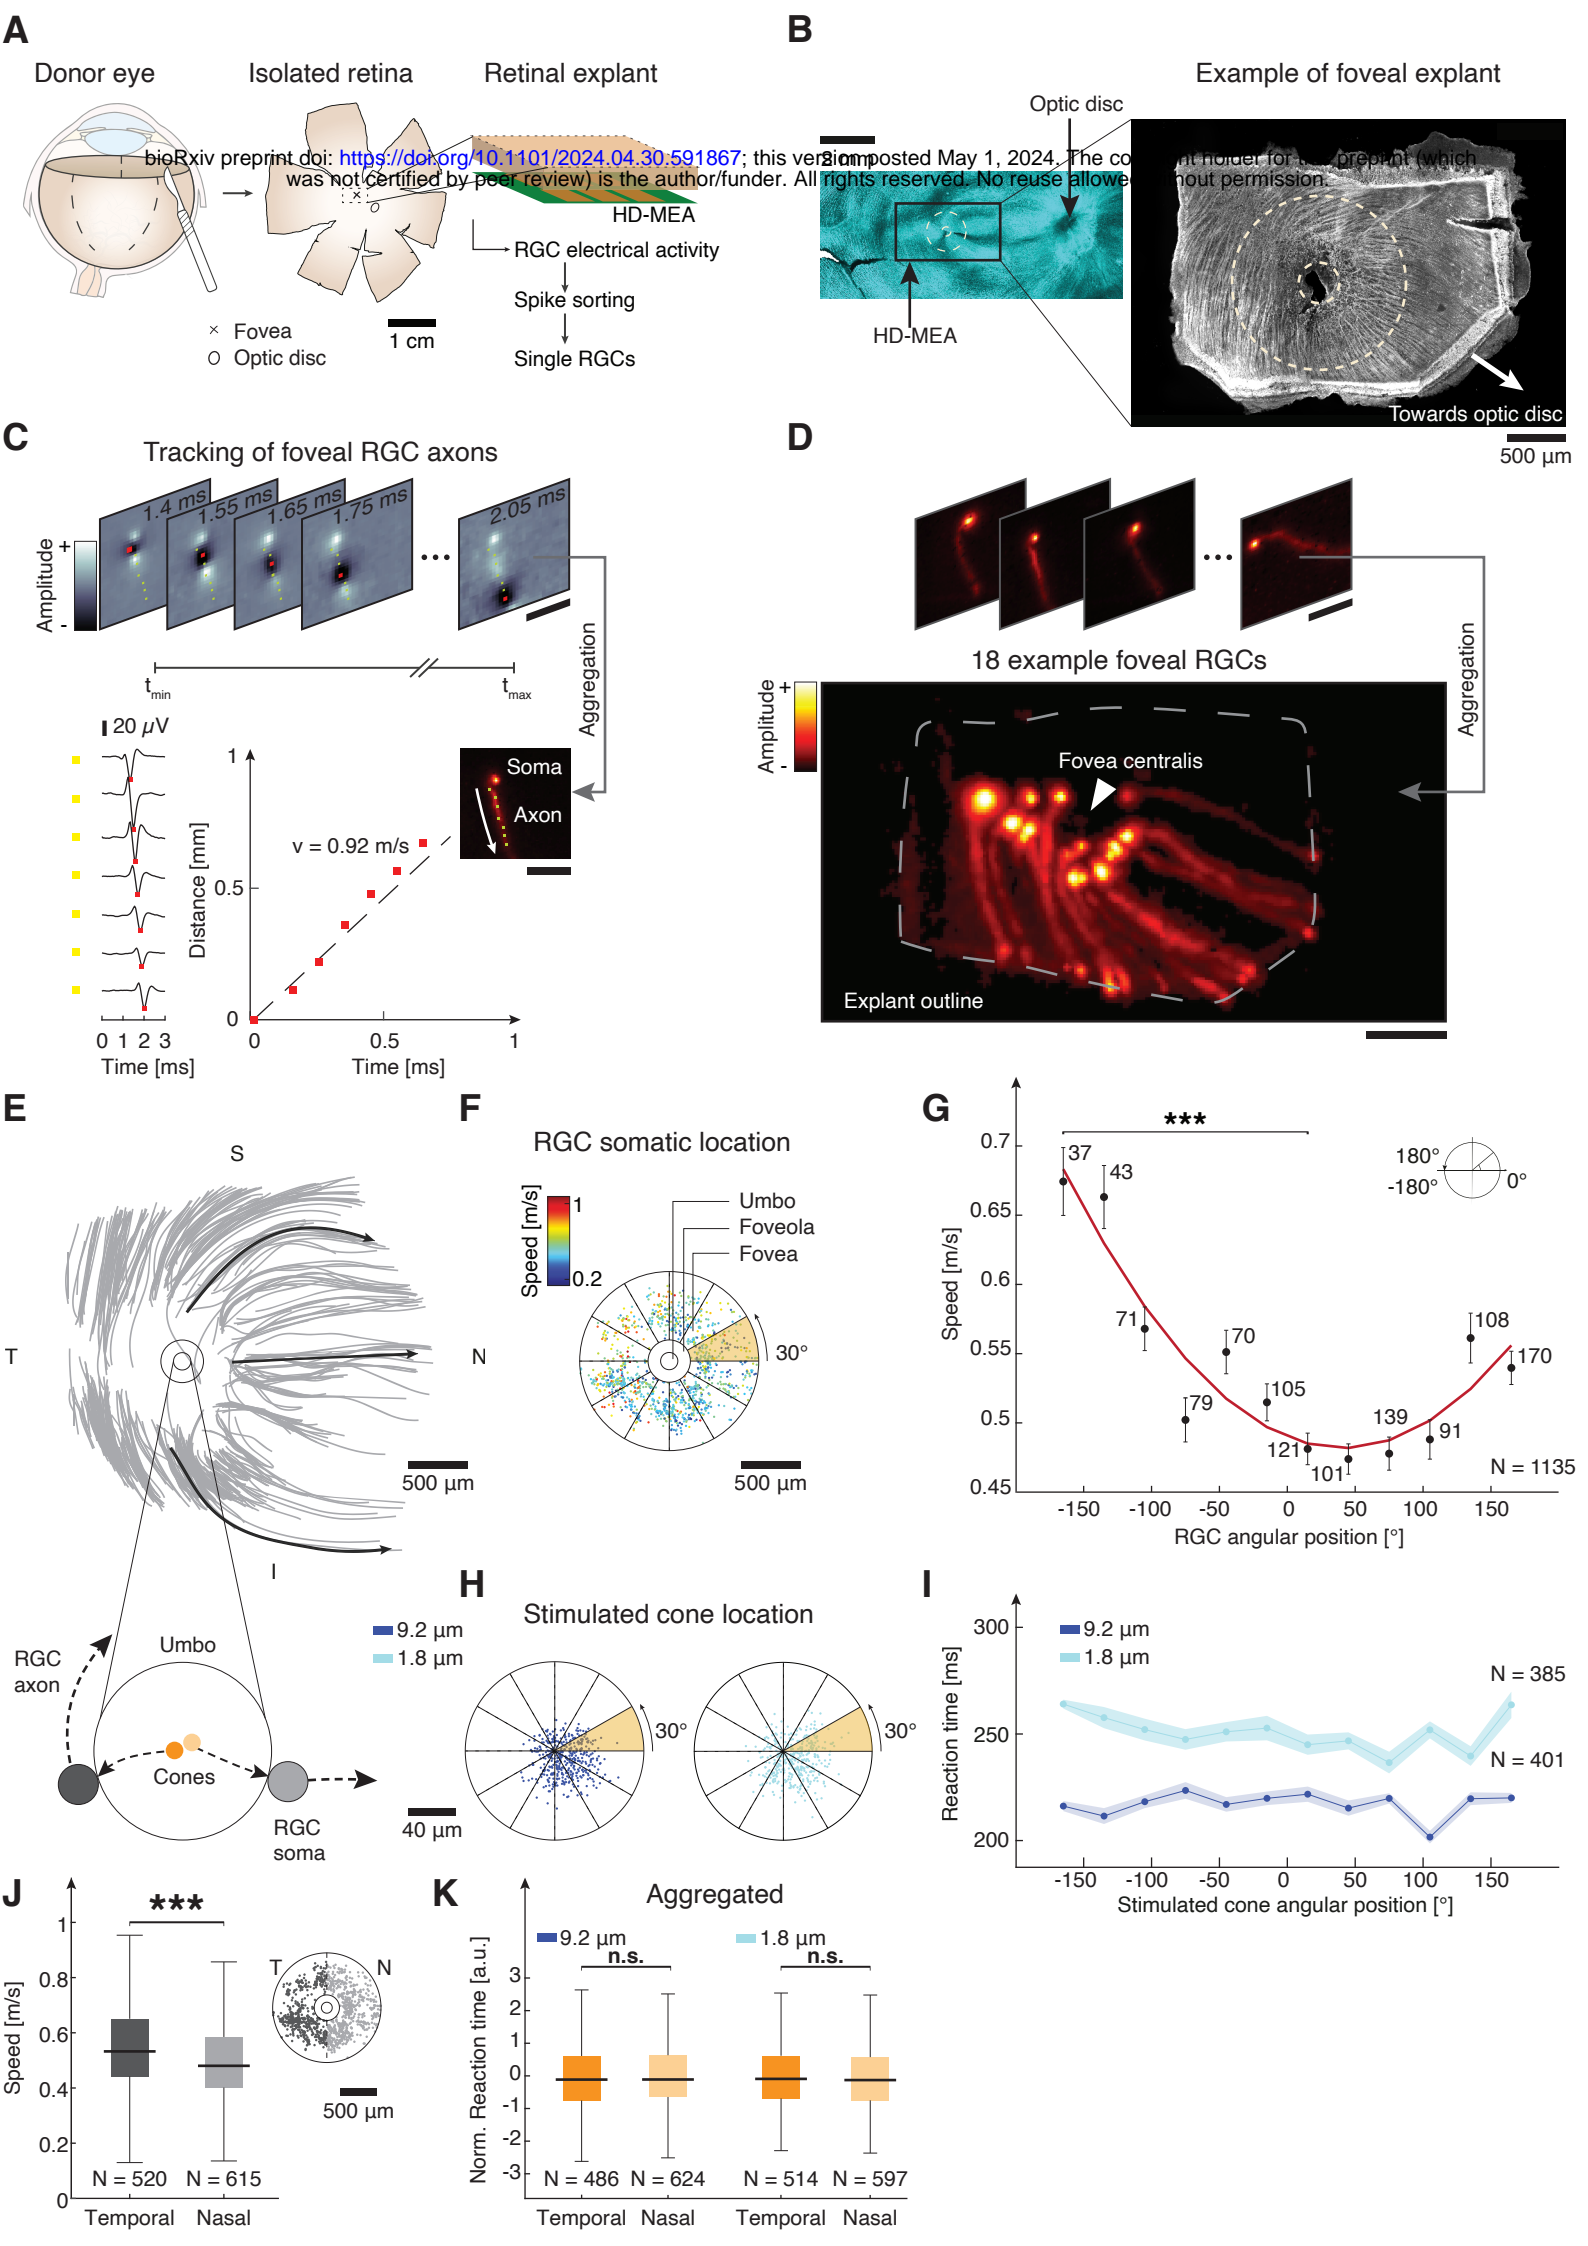 A
Donor eye
Isolated retina
Retinal explant
HD-MEA
RGC electrical activity
Spike sorting
Single RGCs
× Fovea
Optic disc
1 cm
bioRxiv preprint doi: https://doi.org/10.1101/2024.04.30.591867; this version posted May 1, 2024. The
was not certified by peer review) is the author/funder. All rights reserved. No reuse allowed
B
Example of foveal explant
Optic disc
2 mm
HD-MEA
Towards optic disc
500 µm
C
Tracking of foveal RGC axons
1.4 ms
1.55 ms
1.65 ms
1.75 ms
2.05 ms
Amplitude
+
-
tmin
tmax
Aggregation
20 µV
0 1 2 3
Time [ms]
Distance [mm]
1
0.5
0
v = 0.92 m/s
0
0.5
1
Time [ms]
Soma
Axon
D
18 example foveal RGCs
Amplitude
+
-
Aggregation
Fovea centralis
Explant outline
E
S
T
N
I
500 µm
RGC
axon
Umbo
Cones
RGC
soma
40 µm
F
RGC somatic location
Speed [m/s]
1
0.2
Umbo
Foveola
Fovea
30°
500 µm
G
***
Speed [m/s]
0.7
0.65
0.6
0.55
0.5
0.45
37
43
71
79
70
105
121
101
139
91
108
170
180°
-180°
0°
N = 1135
-150 -100 -50 0 50 100 150
RGC angular position [°]
H
Stimulated cone location
9.2 µm
1.8 µm
30°
30°
I
9.2 µm
1.8 µm
Reaction time [ms]
300
250
200
N = 385
N = 401
-150 -100 -50 0 50 100 150
Stimulated cone angular position [°]
J
***
Speed [m/s]
1
0.8
0.6
0.4
0.2
0
N = 520 N = 615
Temporal Nasal
T
N
500 µm
K
Aggregated
9.2 µm
1.8 µm
n.s.
n.s.
Norm. Reaction time [a.u.]
3
2
1
0
-1
-2
-3
N = 486 N = 624 N = 514 N = 597
Temporal Nasal Temporal Nasal